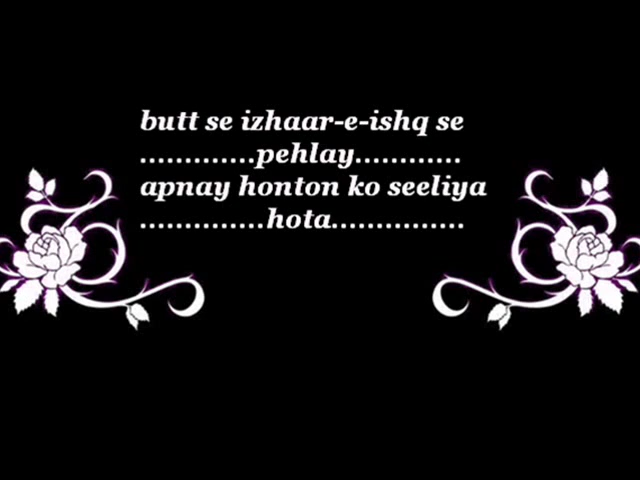 butt se izhaar-e-ishq se
.............pehlay............
apnay honton ko seeliya
..............hota...............